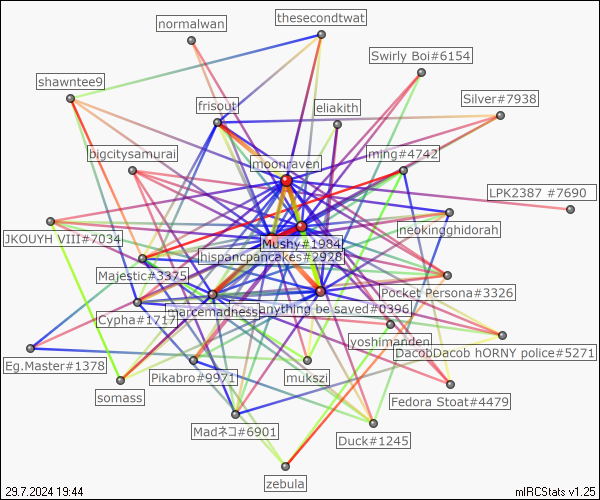 thesecondtwat
normalwan
Swirly Boi#6154
shawntee9
Silver#7938
frisout
eliakith
bigcitysamurai
ming#4742
moonraven
LPK2387 #7690
neokingghidorah
JKOUYH VIII#7034
Mushy#1984
hispancpancakes#2928
Majestic#3375
Pocket Persona#3326
marcemadness
anything be saved#0396
Cypha#1717
yoshimanden
DacobDacob hORNY police#5271
Eg.Master#1378
Pikabro#9971
mukszi
somass
Fedora Stoat#4479
Madネコ#6901
Duck#1245
zebula
29.7.2024 19:44
mIRCStats v1.25